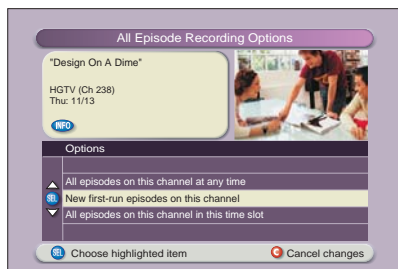 All Episode Recording Options
"Design On A Dime"
HGTV (Ch 238)
Thu: 11/13
INFO
Options
All episodes on this channel at any time
SEL New first-run episodes on this channel
All episodes on this channel in this time slot
SEL Choose highlighted item C Cancel changes